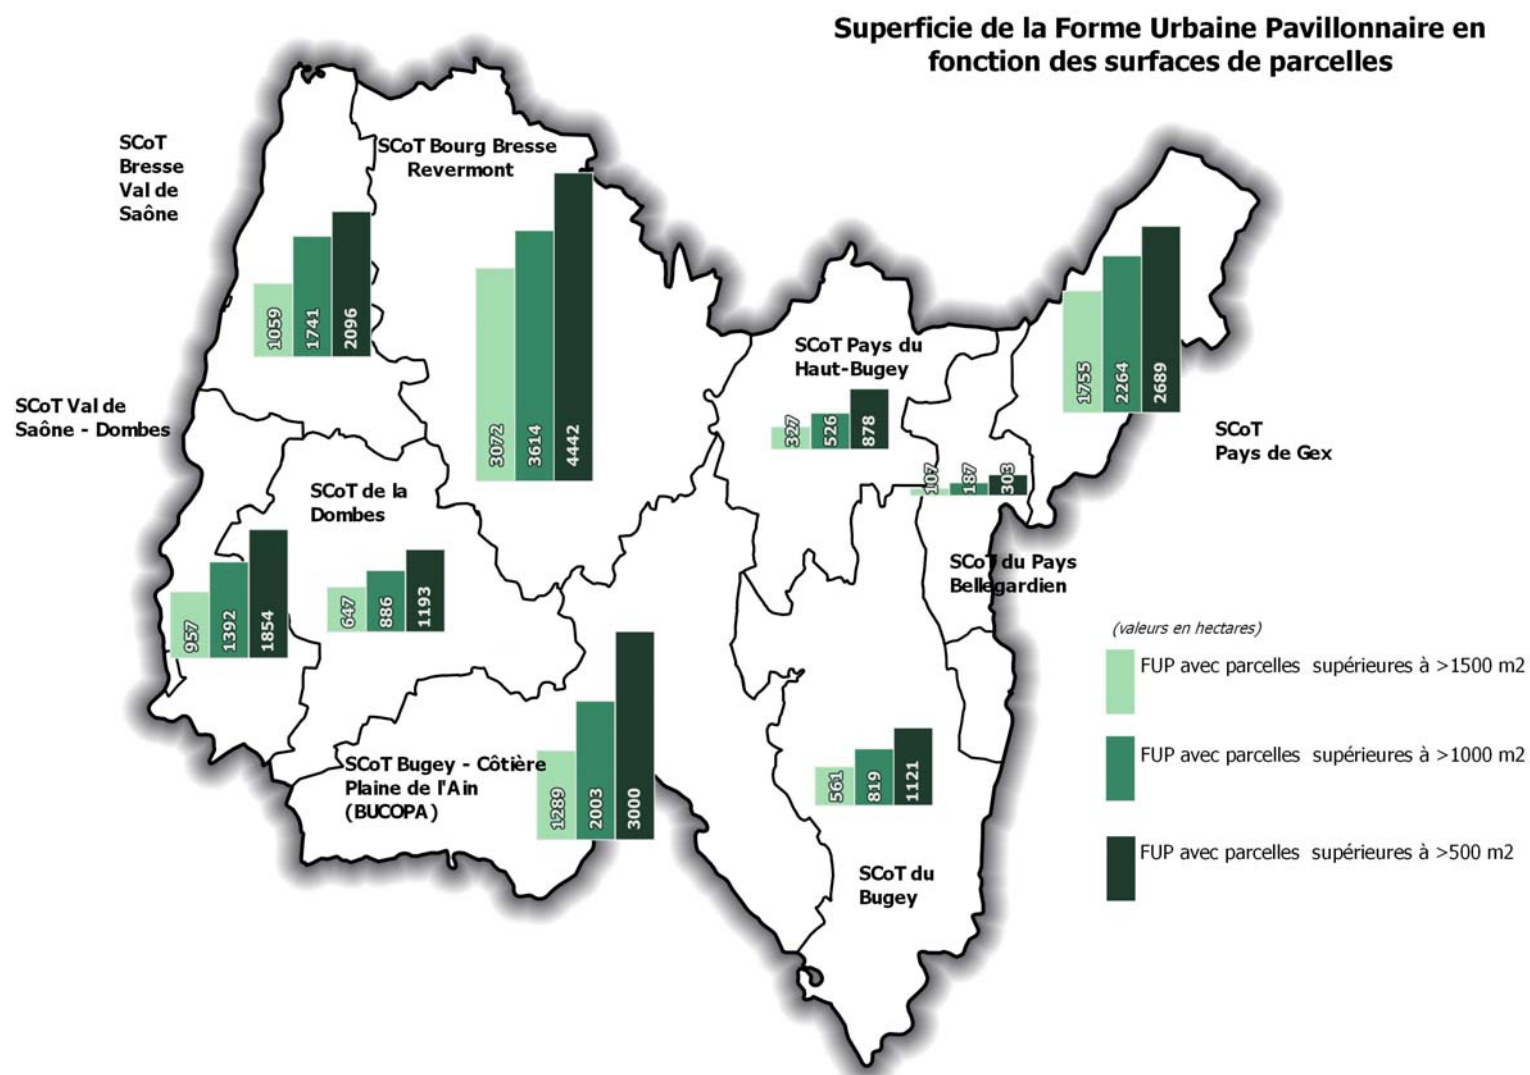 Superficie de la Forme Urbaine Pavillonnaire en
fonction des surfaces de parcelles
SCoT
Bresse
Val de
Saône
1059
1741
2096
SCoT Bourg Bresse
Revermont
3072
3614
4442
SCoT Pays du
Haut-Bugey
327
526
878
1755
2264
2689
SCoT
Pays de Gex
SCoT Val de
Saône - Dombes
957
1392
1854
SCoT de la
Dombes
647
886
1193
107
187
303
SCoT du Pays
Bellegardien
SCoT Bugey - Côtière
Plaine de l'Ain
(BUCOPA)
1289
2003
3000
561
819
1121
SCoT du
Bugey
(valeurs en hectares)
FUP avec parcelles supérieures à >1500 m2
FUP avec parcelles supérieures à >1000 m2
FUP avec parcelles supérieures à >500 m2